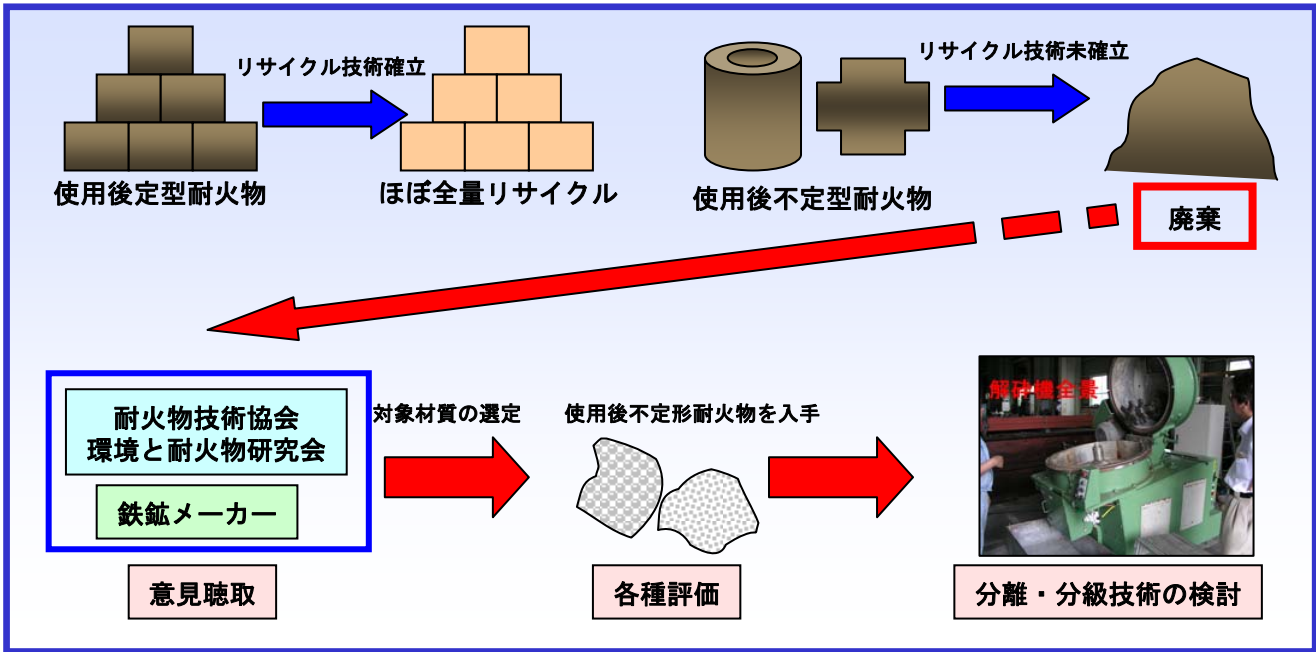 リサイクル技術確立
リサイクル技術未確立
使用後定型耐火物
ほぼ全量リサイクル
使用後不定型耐火物
廃棄
耐火物技術協会
環境と耐火物研究会
鉄鉱メーカー
意見聴取
対象材質の選定
使用後不定形耐火物を入手
各種評価
解砕機全景
分離・分級技術の検討